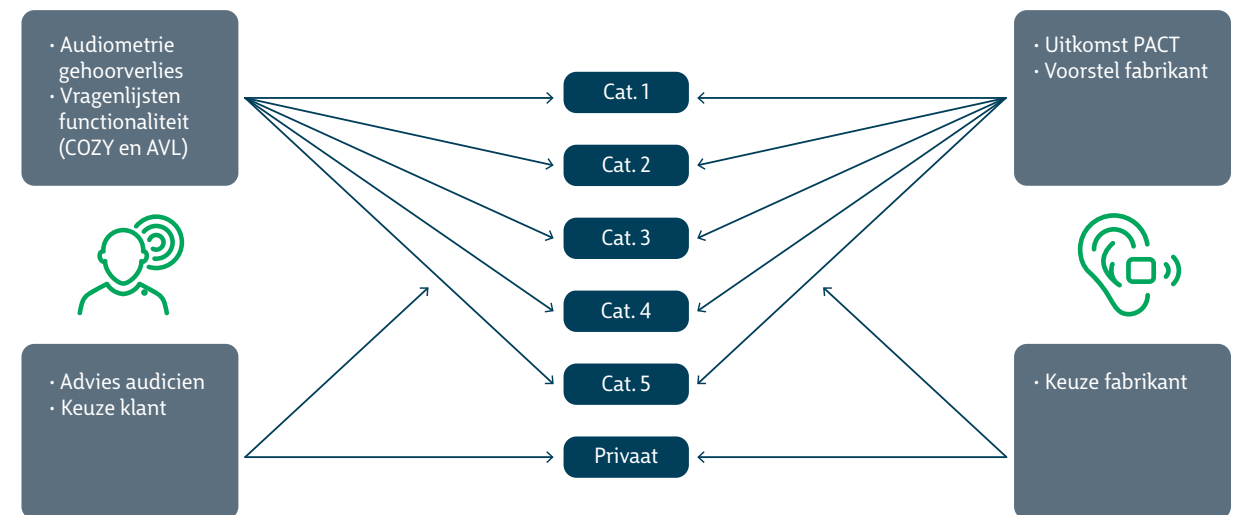 · Audiometrie
gehoorverlies
· Vragenlijsten
functionaliteit
(COZY en AVL)
· Advies audicien
· Keuze klant
Cat. 1
Cat. 2
Cat. 3
Cat. 4
Cat. 5
Privaat
· Uitkomst PACT
· Voorstel fabrikant
· Keuze fabrikant